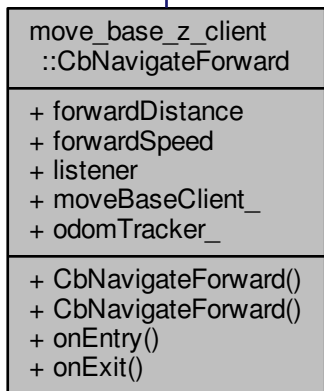 move_base_z_client
::CbNavigateForward
+ forwardDistance
+ forwardSpeed
+ listener
+ moveBaseClient_
+ odomTracker_
+ CbNavigateForward()
+ CbNavigateForward()
+ onEntry()
+ onExit()